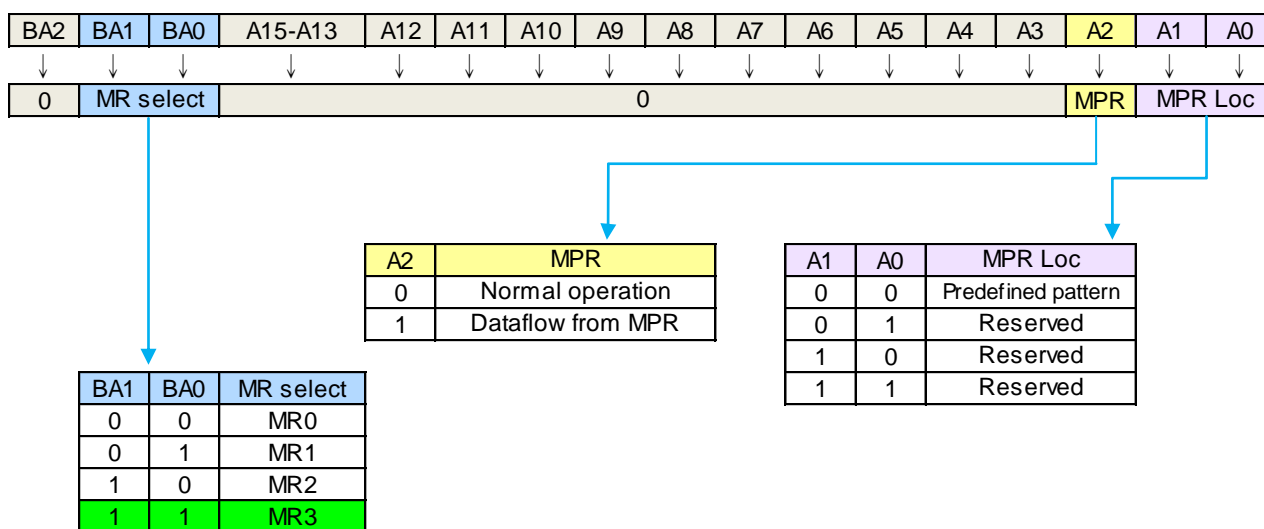 BA2 BA1 BA0 A15-A13 A12 A11 A10 A9 A8 A7 A6 A5 A4 A3 A2 A1 A0
0 MR select 0 MPR MPR Loc
A2 MPR
0 Normal operation
1 Dataflow from MPR
A1 A0 MPR Loc
0 0 Predefined pattern
0 1 Reserved
1 0 Reserved
1 1 Reserved
BA1 BA0 MR select
0 0 MR0
0 1 MR1
1 0 MR2
1 1 MR3